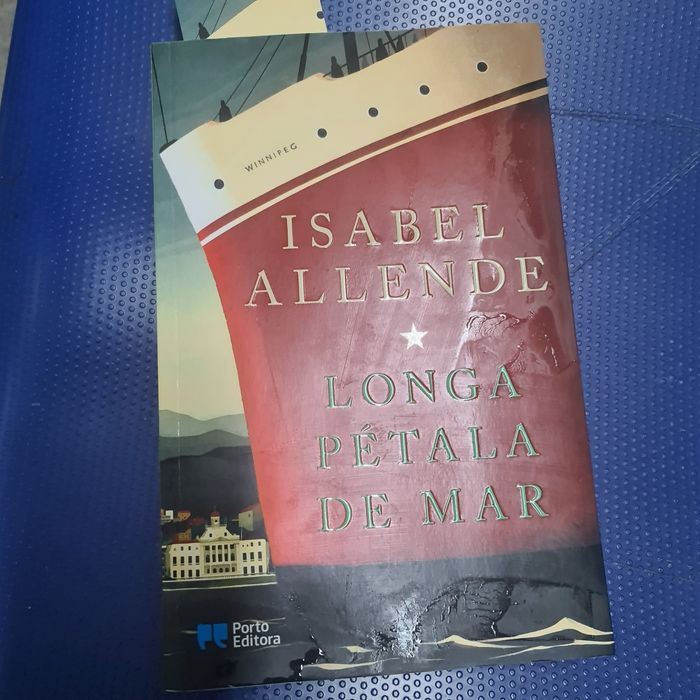 WINNIPEG
ISABEL
ALLENDE
LONGA
PÉTALA
DE MAR
Porto
Editora